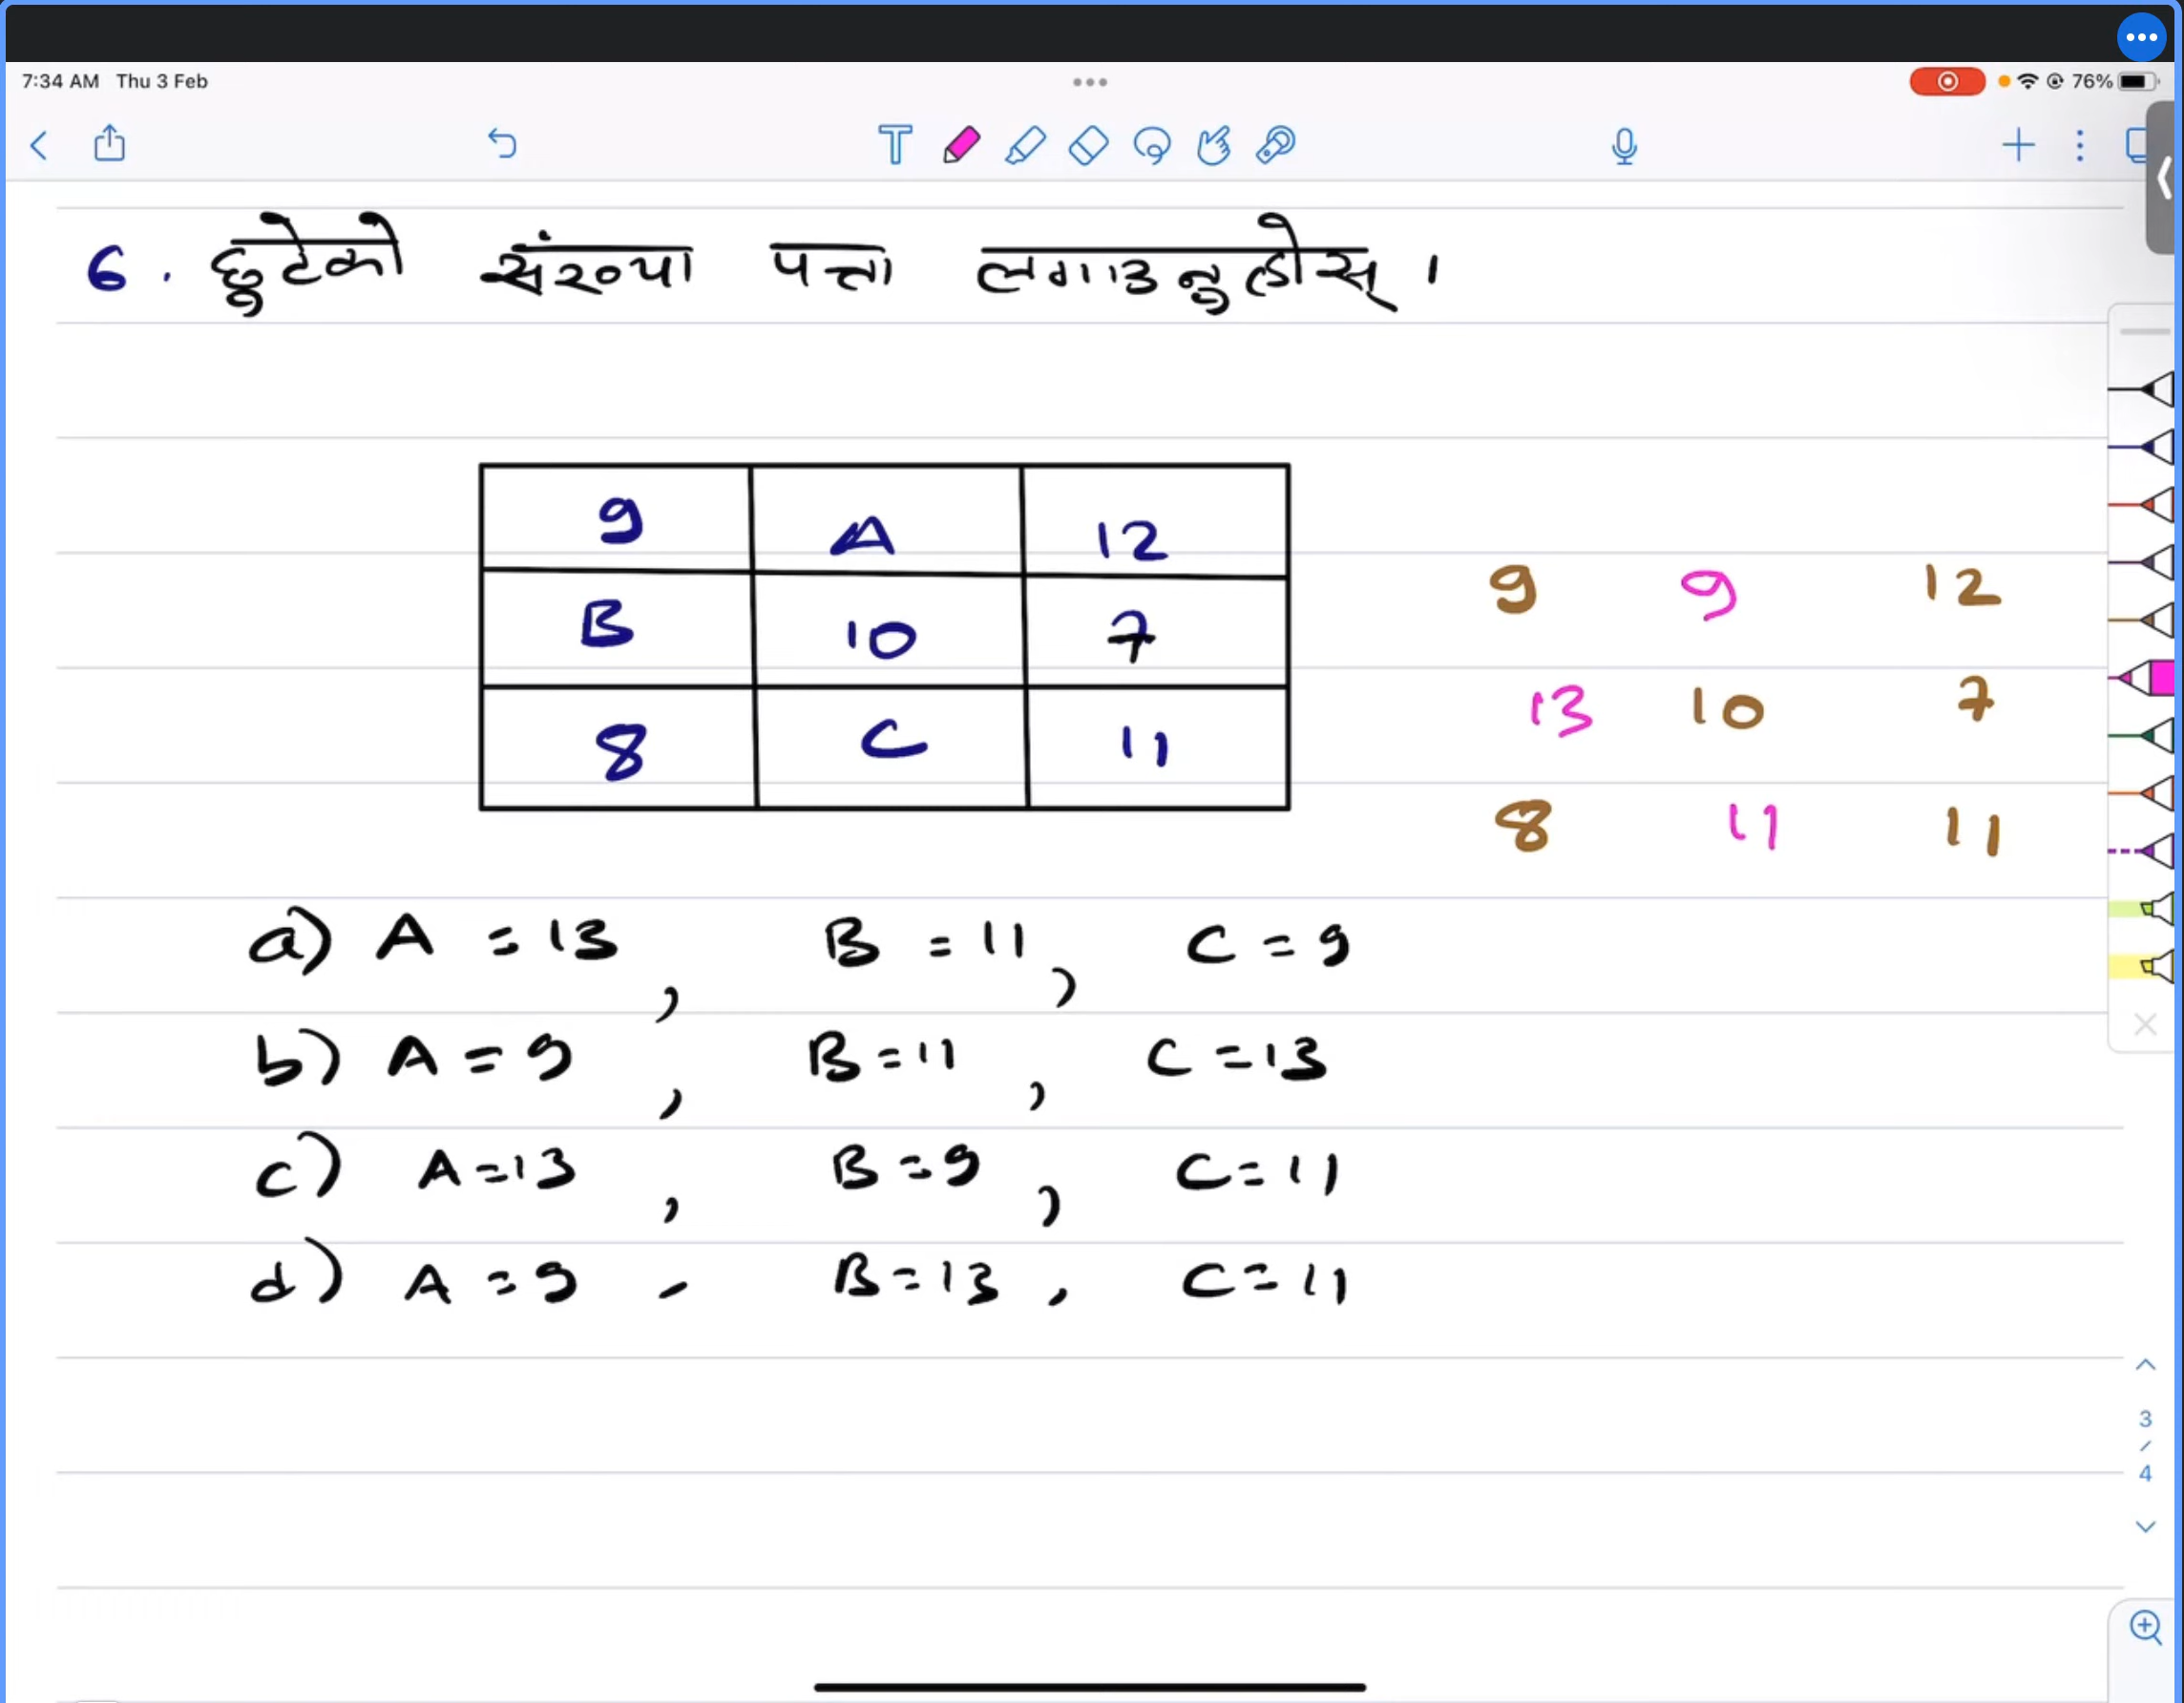 7:34 AM Thu 3 Feb 76%
T
6. छुटेको संख्या पत्ता लगाउनुहोस् ।
9 A 12
B 10 7
8 C 11
9 9 12
13 10 7
8 11 11
a) A = 13, B = 11, C = 9
b) A = 9, B = 11, C = 13
c) A = 13, B = 9, C = 11
d) A = 9 - B = 13, C = 11
3
/
4